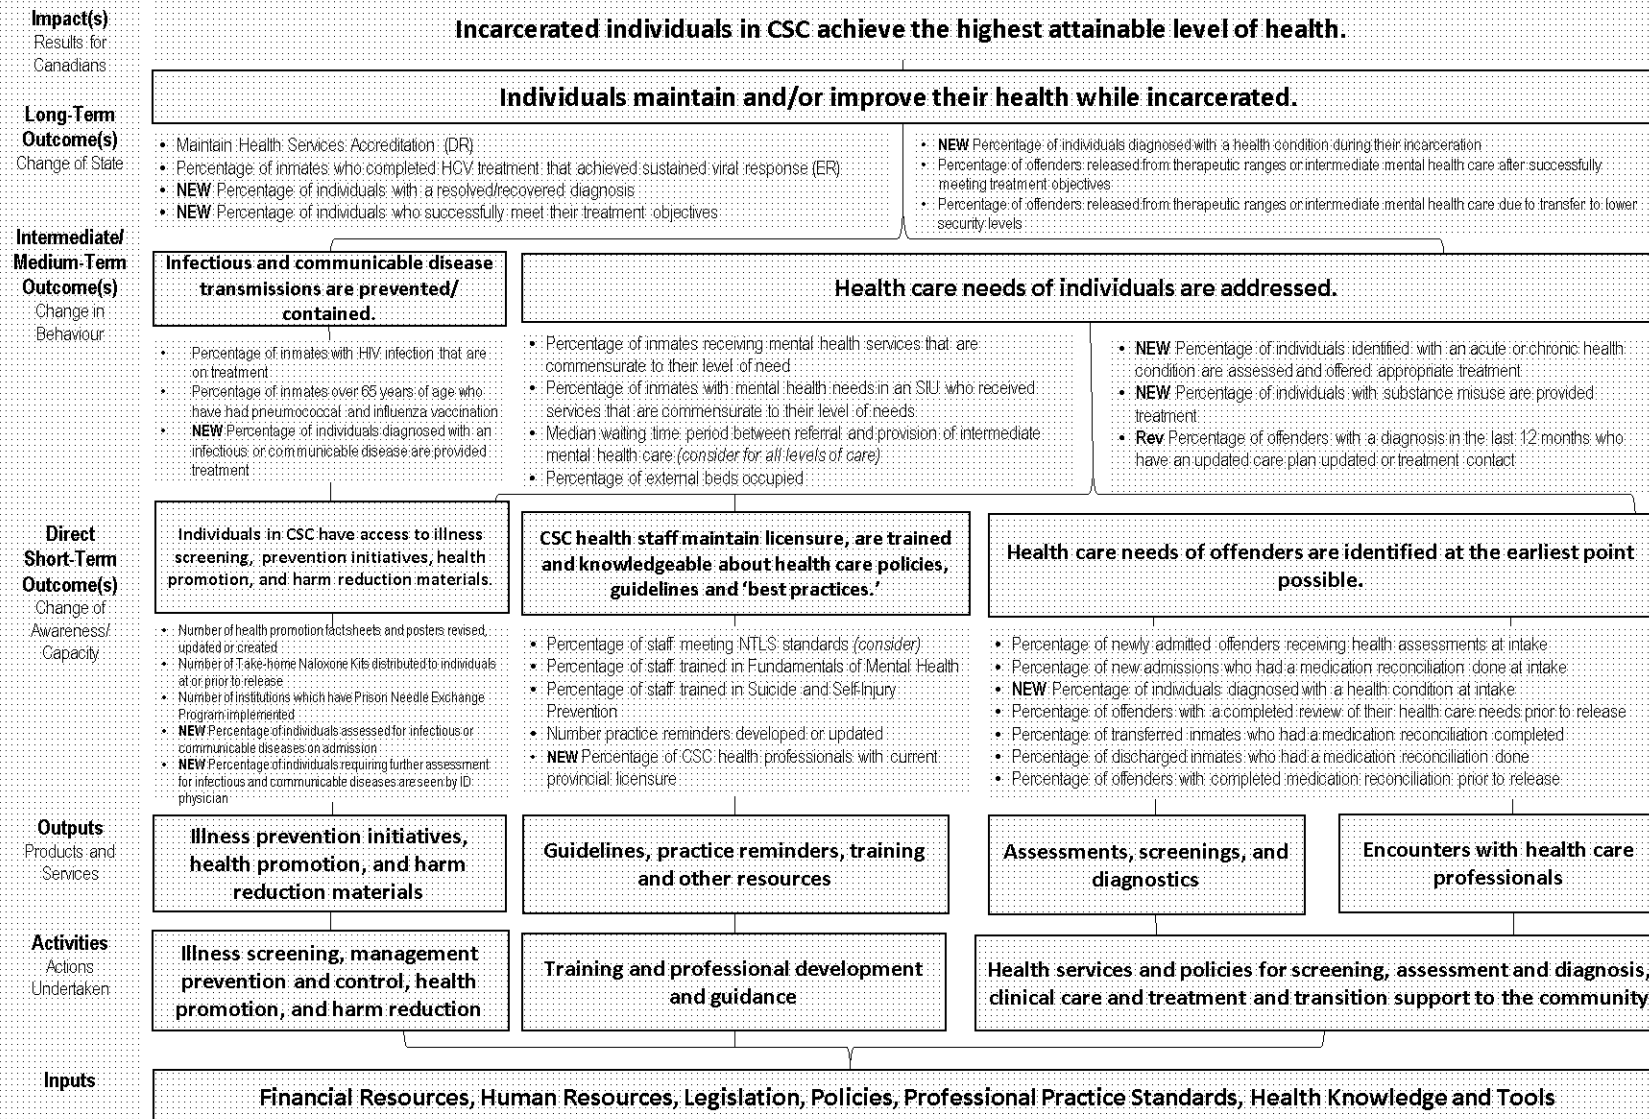 Impact(s)
Results for
Canadians
Incarcerated individuals in CSC achieve the highest attainable level of health.
Long-Term
Outcome(s)
Change of State
Individuals maintain and/or improve their health while incarcerated.
• Maintain Health Services Accreditation (DR)
• Percentage of inmates who completed HCV treatment that achieved sustained viral response (ER)
• NEW Percentage of individuals with a resolved/recovered diagnosis
• NEW Percentage of individuals who successfully meet their treatment objectives
• NEW Percentage of individuals diagnosed with a health condition during their incarceration
• Percentage of offenders released from therapeutic ranges or intermediate mental health care after successfully
meeting treatment objectives
• Percentage of offenders released from therapeutic ranges or intermediate mental health care due to transfer to lower
security levels
Intermediate/
Medium-Term
Outcome(s)
Change in
Behaviour
Infectious and communicable disease
transmissions are prevented/
contained.
• Percentage of inmates with HIV infection that are
on treatment
• Percentage of inmates over 65 years of age who
have had pneumococcal and influenza vaccination
• NEW Percentage of individuals diagnosed with an
infectious or communicable disease are provided
treatment
Health care needs of individuals are addressed.
• Percentage of inmates receiving mental health services that are
commensurate to their level of need
• Percentage of inmates with mental health needs in an SIU who received
services that are commensurate to their level of needs
• Median waiting time period between referral and provision of intermediate
mental health care (consider for all levels of care)
• Percentage of external beds occupied
• NEW Percentage of individuals identified with an acute or chronic health
condition are assessed and offered appropriate treatment
• NEW Percentage of individuals with substance misuse are provided
treatment
• Rev Percentage of offenders with a diagnosis in the last 12 months who
have an updated care plan updated or treatment contact
Direct
Short-Term
Outcome(s)
Change of
Awareness/
Capacity
Individuals in CSC have access to illness
screening, prevention initiatives, health
promotion, and harm reduction materials.
• Number of health promotion factsheets and posters revised,
updated or created
• Number of Take-home Naloxone Kits distributed to individuals
at or prior to release
• Number of institutions which have Prison Needle Exchange
Program implemented
• NEW Percentage of individuals assessed for infectious or
communicable diseases on admission
• NEW Percentage of individuals requiring further assessment
for infectious and communicable diseases are seen by ID
physician
CSC health staff maintain licensure, are trained
and knowledgeable about health care policies,
guidelines and ‘best practices.’
• Percentage of staff meeting NTLS standards (consider)
• Percentage of staff trained in Fundamentals of Mental Health
• Percentage of staff trained in Suicide and Self-Injury
Prevention
• Number practice reminders developed or updated
• NEW Percentage of CSC health professionals with current
provincial licensure
Health care needs of offenders are identified at the earliest point
possible.
• Percentage of newly admitted offenders receiving health assessments at intake
• Percentage of new admissions who had a medication reconciliation done at intake
• NEW Percentage of individuals diagnosed with a health condition at intake
• Percentage of offenders with a completed review of their health care needs prior to release
• Percentage of transferred inmates who had a medication reconciliation completed
• Percentage of discharged inmates who had a medication reconciliation done
• Percentage of offenders with completed medication reconciliation prior to release
Outputs
Products and
Services
Illness prevention initiatives,
health promotion, and harm
reduction materials
Guidelines, practice reminders, training
and other resources
Assessments, screenings, and
diagnostics
Encounters with health care
professionals
Activities
Actions
Undertaken
Illness screening, management
prevention and control, health
promotion, and harm reduction
Training and professional development
and guidance
Health services and policies for screening, assessment and diagnosis,
clinical care and treatment and transition support to the community
Inputs
Financial Resources, Human Resources, Legislation, Policies, Professional Practice Standards, Health Knowledge and Tools